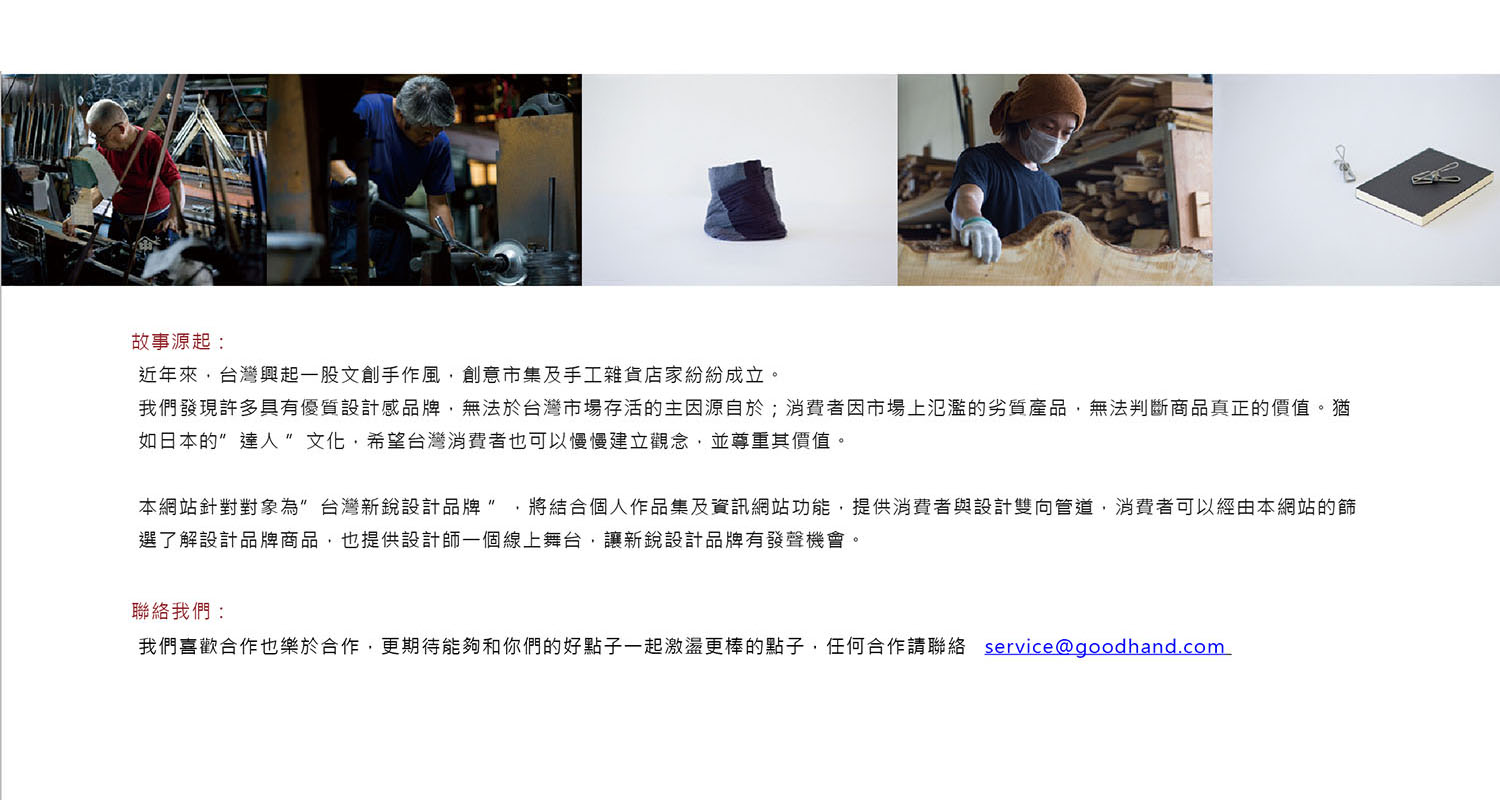 故事源起：
近年來，台灣興起一股文創手作風，創意市集及手工雜貨店家紛紛成立。
我們發現許多具有優質設計感品牌，無法於台灣市場存活的主因源自於；消費者因市場上氾濫的劣質產品，無法判斷商品真正的價值。猶
如日本的”達人 ”文化，希望台灣消費者也可以慢慢建立觀念，並尊重其價值。
本網站針對對象為”台灣新銳設計品牌 ”，將結合個人作品集及資訊網站功能，提供消費者與設計雙向管道，消費者可以經由本網站的篩
選了解設計品牌商品，也提供設計師一個線上舞台，讓新銳設計品牌有發聲機會。
聯絡我們：
我們喜歡合作也樂於合作，更期待能夠和你們的好點子一起激盪更棒的點子，任何合作請聯絡 service@goodhand.com